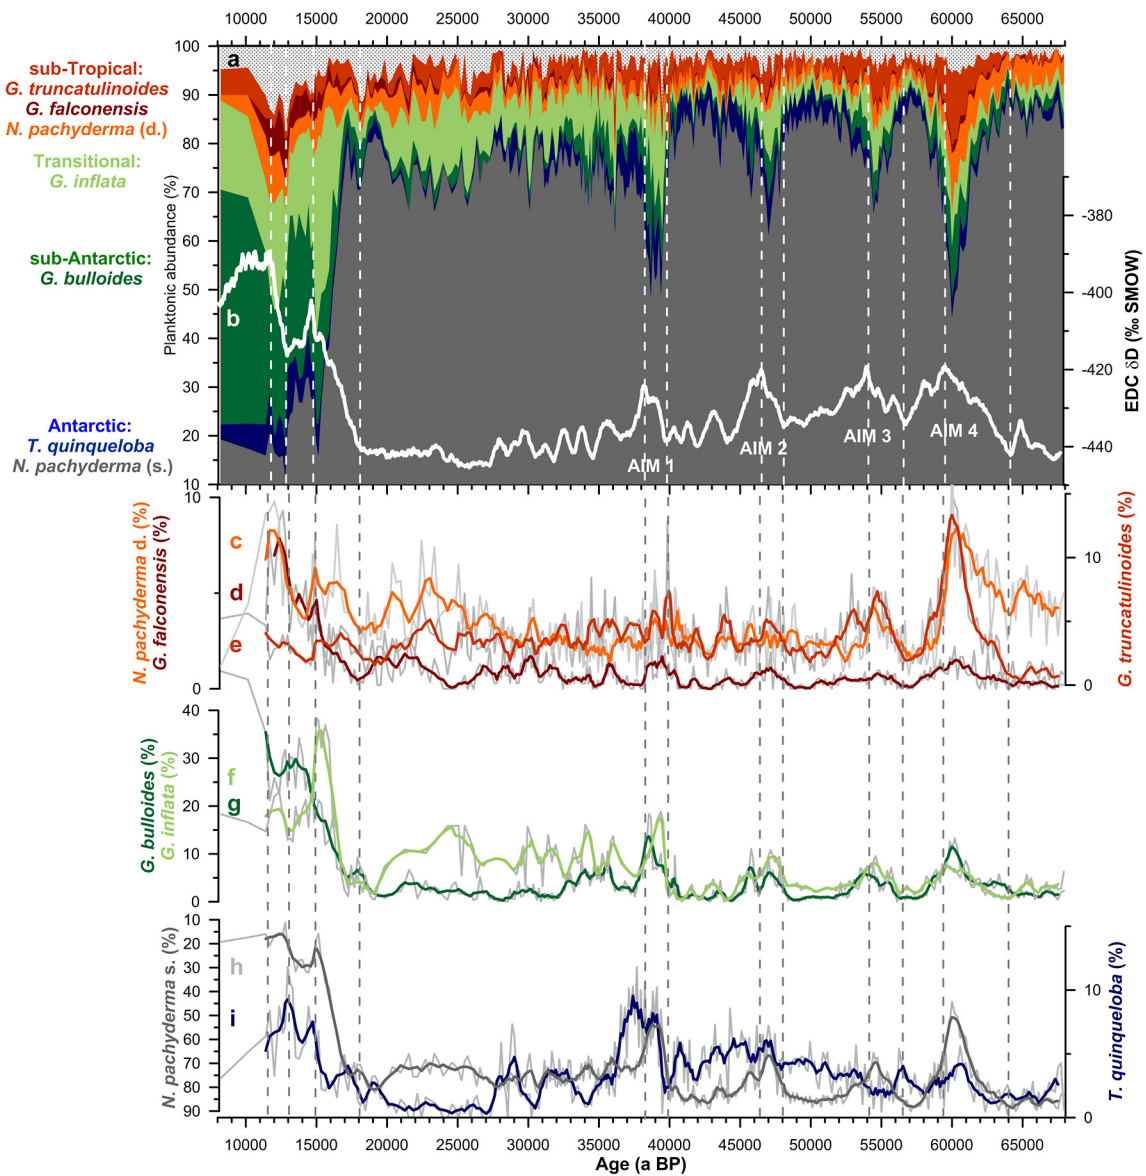 10000 15000 20000 25000 30000 35000 40000 45000 50000 55000 60000 65000
a
100
90
80
70
60
50
40
30
20
10
Planktonic abundance (%)
sub-Tropical:
G. truncatulinoides
G. falconensis
N. pachyderma (d.)
Transitional:
G. inflata
sub-Antarctic:
G. bulloides
Antarctic:
T. quinqueloba
N. pachyderma (s.)
b
-380
-400
-420
-440
EDC δD (‰ SMOW)
AIM 1
AIM 2
AIM 3
AIM 4
10
0
N. pachyderma d. (%)
G. falconensis (%)
c
d
e
10
0
G. truncatulinoides (%)
40
30
20
10
0
G. bulloides (%)
G. inflata (%)
f
g
10
20
30
40
50
60
70
80
90
N. pachyderma s. (%)
h
i
10
0
T. quinqueloba (%)
10000 15000 20000 25000 30000 35000 40000 45000 50000 55000 60000 65000
Age (a BP)